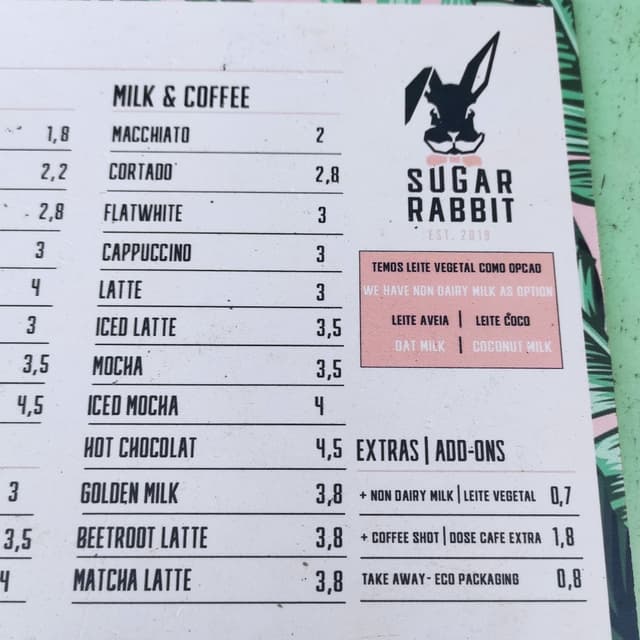 1,8
2,2
2,8
3
4
3
3,5
4,5
3
3,5
4
MILK & COFFEE
MACCHIATO 2
CORTADO 2,8
FLATWHITE 3
CAPPUCCINO 3
LATTE 3
ICED LATTE 3,5
MOCHA 3,5
ICED MOCHA 4
HOT CHOCOLAT 4,5
GOLDEN MILK 3,8
BEETROOT LATTE 3,8
MATCHA LATTE 3,8
SUGAR
RABBIT
EST. 2019
TEMOS LEITE VEGETAL COMO OPCAO
WE HAVE NON DAIRY MILK AS OPTION
LEITE AVEIA | LEITE COCO
OAT MILK | COCONUT MILK
EXTRAS | ADD-ONS
+ NON DAIRY MILK | LEITE VEGETAL 0,7
+ COFFEE SHOT | DOSE CAFE EXTRA 1,8
TAKE AWAY- ECO PACKAGING 0,8